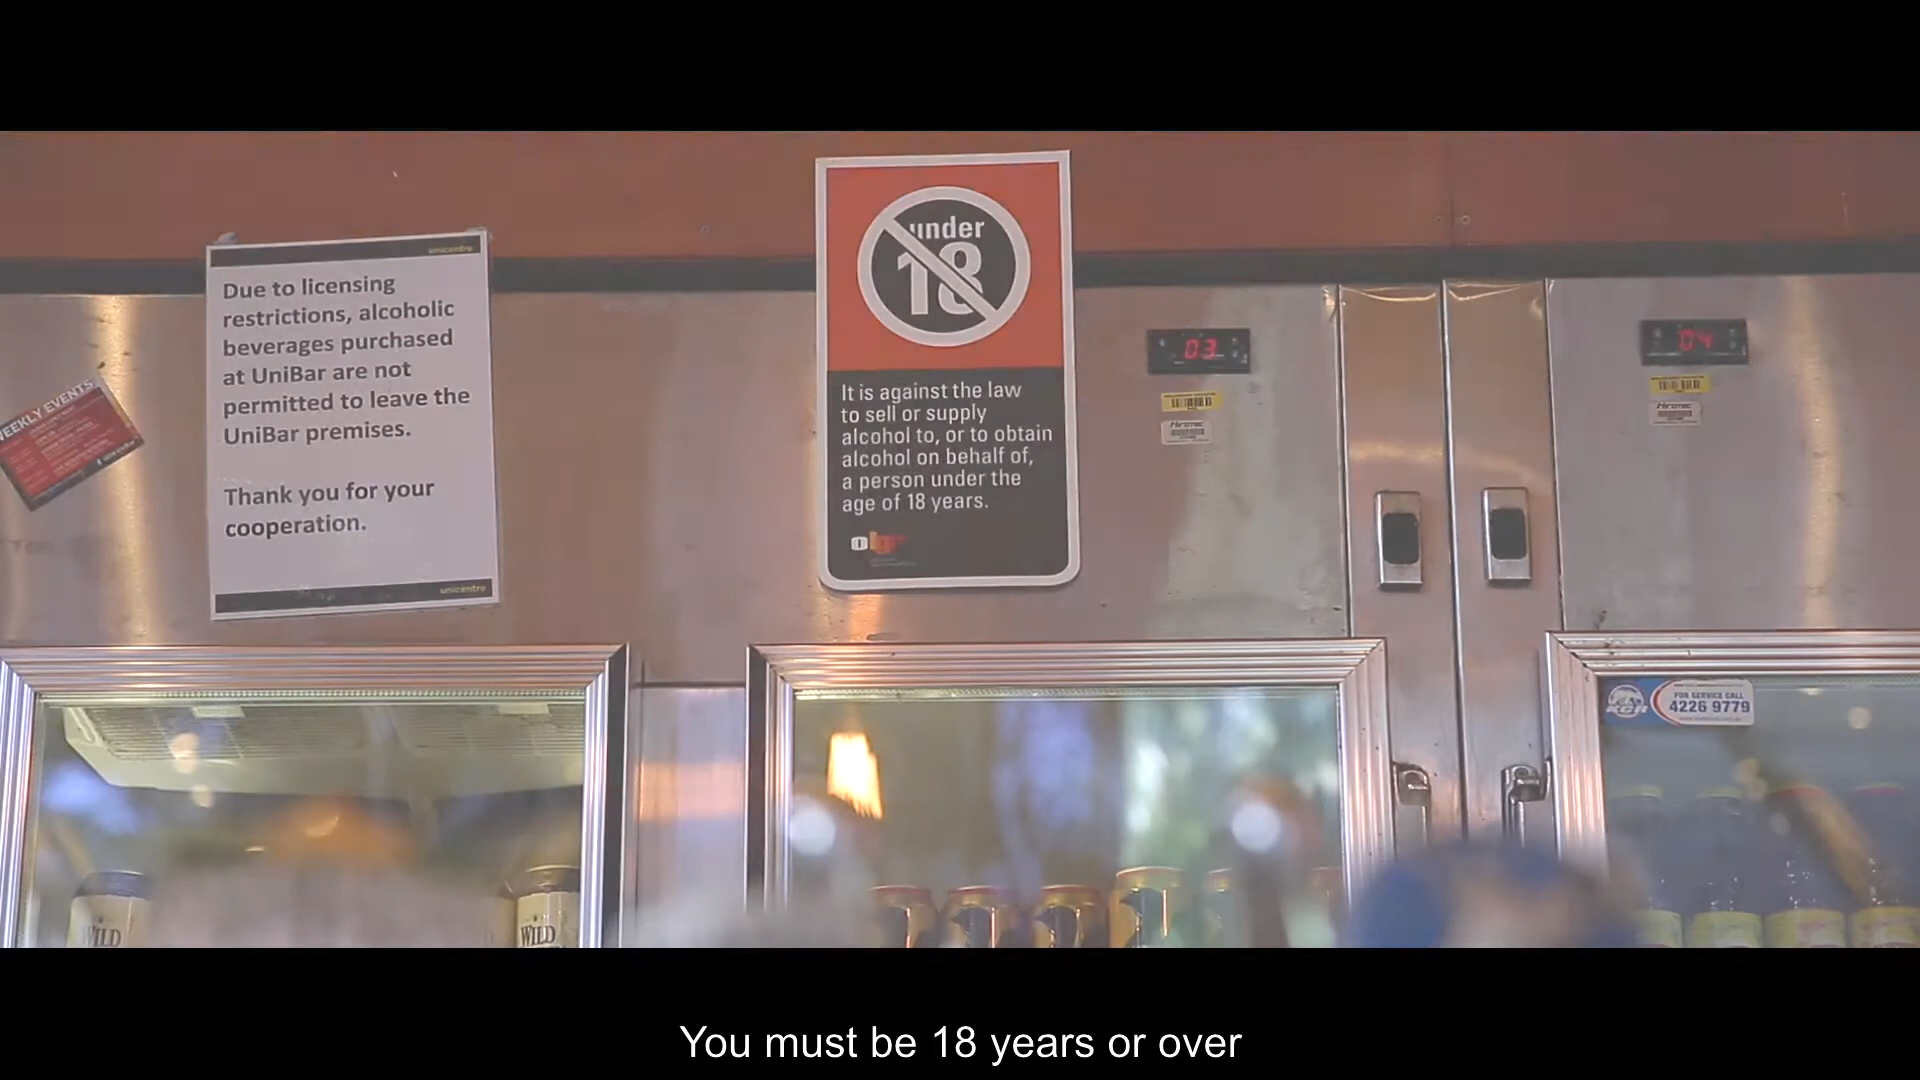 unicentre
Due to licensing
restrictions, alcoholic
beverages purchased
at UniBar are not
permitted to leave the
UniBar premises.
Thank you for your
cooperation.
unicentre
WEEKLY EVENTS
under
18
It is against the law
to sell or supply
alcohol to, or to obtain
alcohol on behalf of,
a person under the
age of 18 years.
03
04
FOR SERVICE CALL
4226 9779
WILD
WILD
You must be 18 years or over